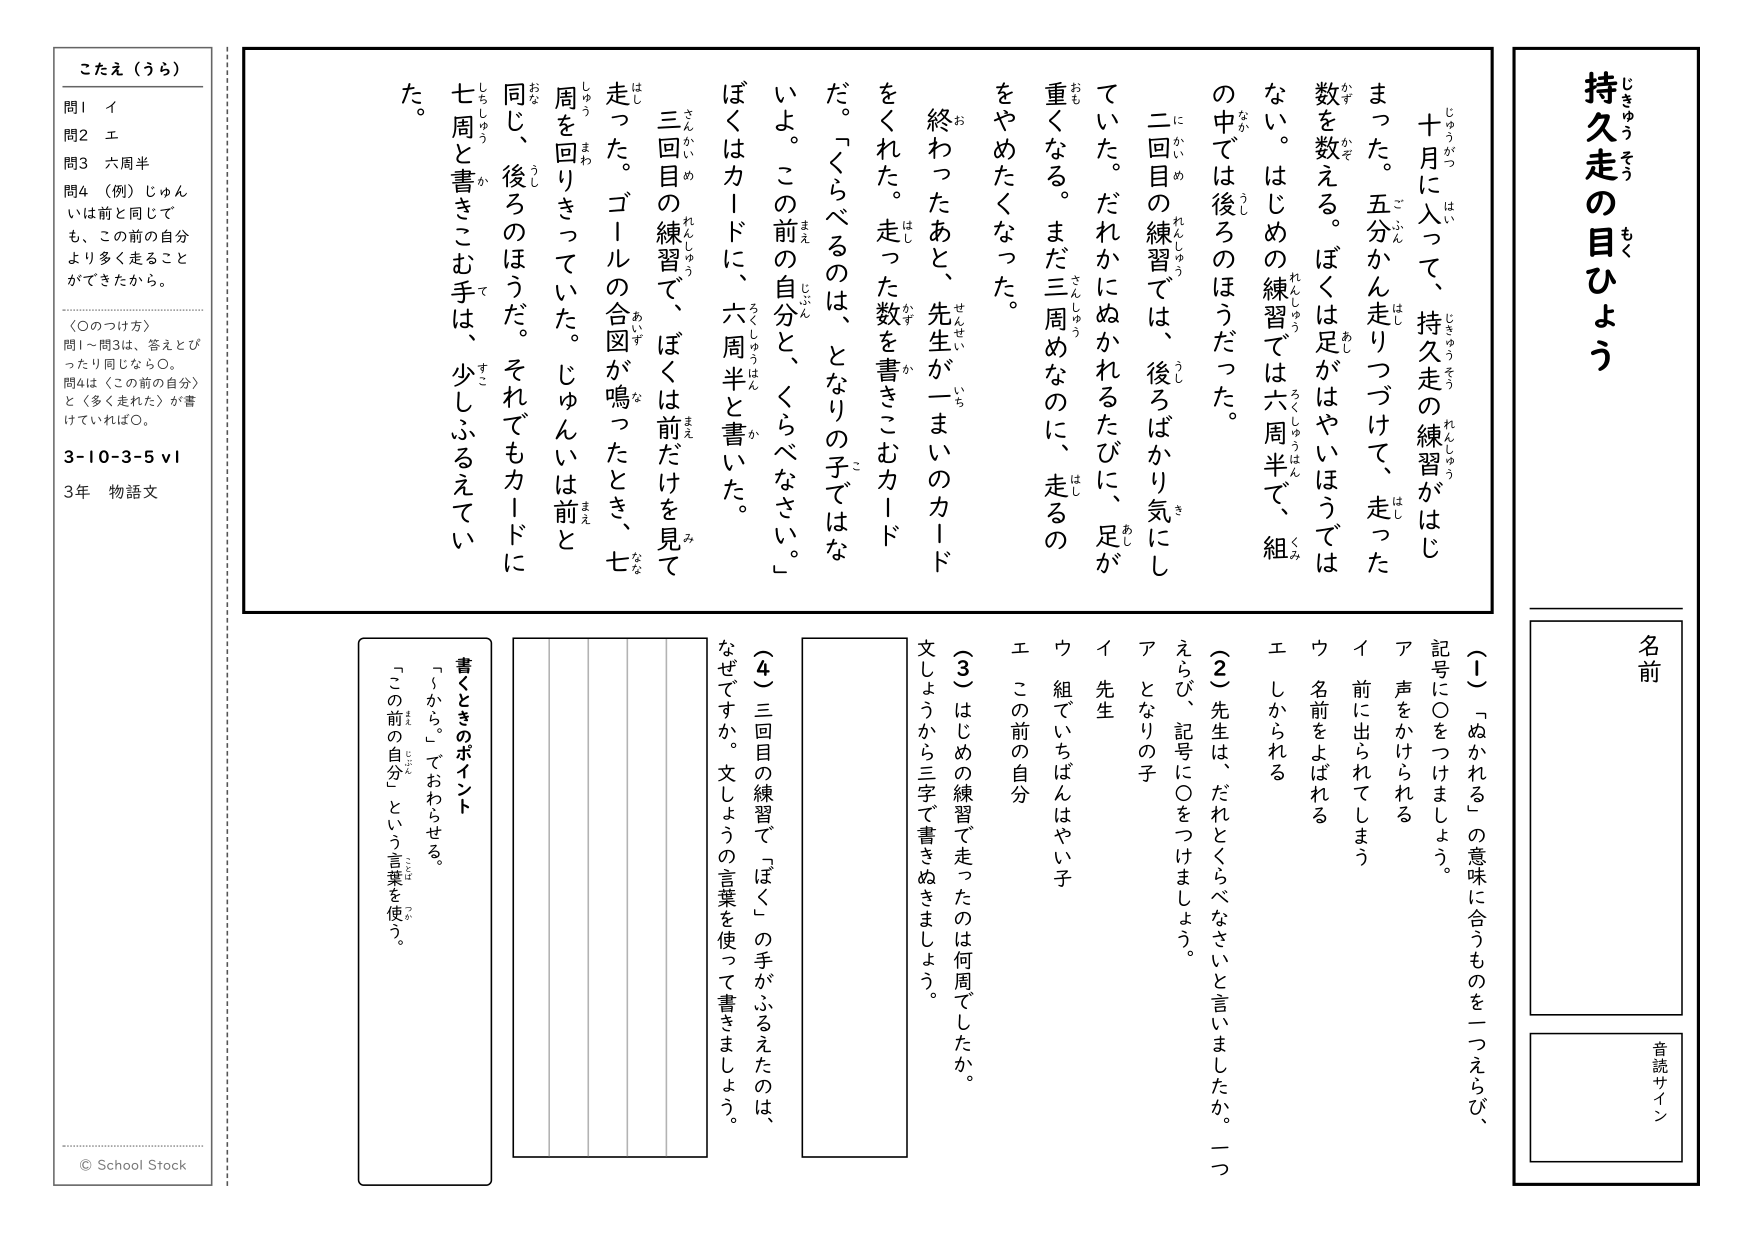 持久走の目ひょう
じきゅう そう もく
名前
音読サイン
十月に入って、持久走の練習がはじ
まった。五分かん走りつづけて、走った
数を数える。ぼくは足がはやいほうでは
ない。はじめの練習では六周半で、組
の中では後ろのほうだった。
二回目の練習では、後ろばかり気にし
ていた。だれかにぬかれるたびに、足が
重くなる。まだ三周めなのに、走るの
をやめたくなった。
終わったあと、先生が一まいのカード
をくれた。走った数を書きこむカード
だ。「くらべるのは、となりの子ではな
いよ。この前の自分と、くらべなさい。」
ぼくはカードに、六周半と書いた。
三回目の練習で、ぼくは前だけを見て
走った。ゴールの合図が鳴ったとき、七
周を回りきっていた。じゅんいは前と
同じ、後ろのほうだ。それでもカードに
七周と書きこむ手は、少しふるえてい
た。
(1)「ぬかれる」の意味に合うものを一つえらび、
記号に○をつけましょう。
ア 声をかけられる
イ 前に出られてしまう
ウ 名前をよばれる
エ しかられる
(2)先生は、だれとくらべなさいと言いましたか。一つ
えらび、記号に○をつけましょう。
ア となりの子
イ 先生
ウ 組でいちばんはやい子
エ この前の自分
(3)はじめの練習で走ったのは何周でしたか。
文しょうから三字で書きぬきましょう。
(4)三回目の練習で「ぼく」の手がふるえたのは、
なぜですか。文しょうの言葉を使って書きましょう。
書くときのポイント
「〜から。」でおわらせる。
「この前の自分」という言葉を使う。
こたえ（うら）
問1 イ
問2 エ
問3 六周半
問4 （例）じゅん
いは前と同じで
も、この前の自分
より多く走ること
ができたから。
〈○のつけ方〉
問1～問3は、答えとぴ
ったり同じなら○。
問4は〈この前の自分〉
と〈多く走れた〉が書
けていれば○。
3-10-3-5 v1
3年 物語文
© School Stock